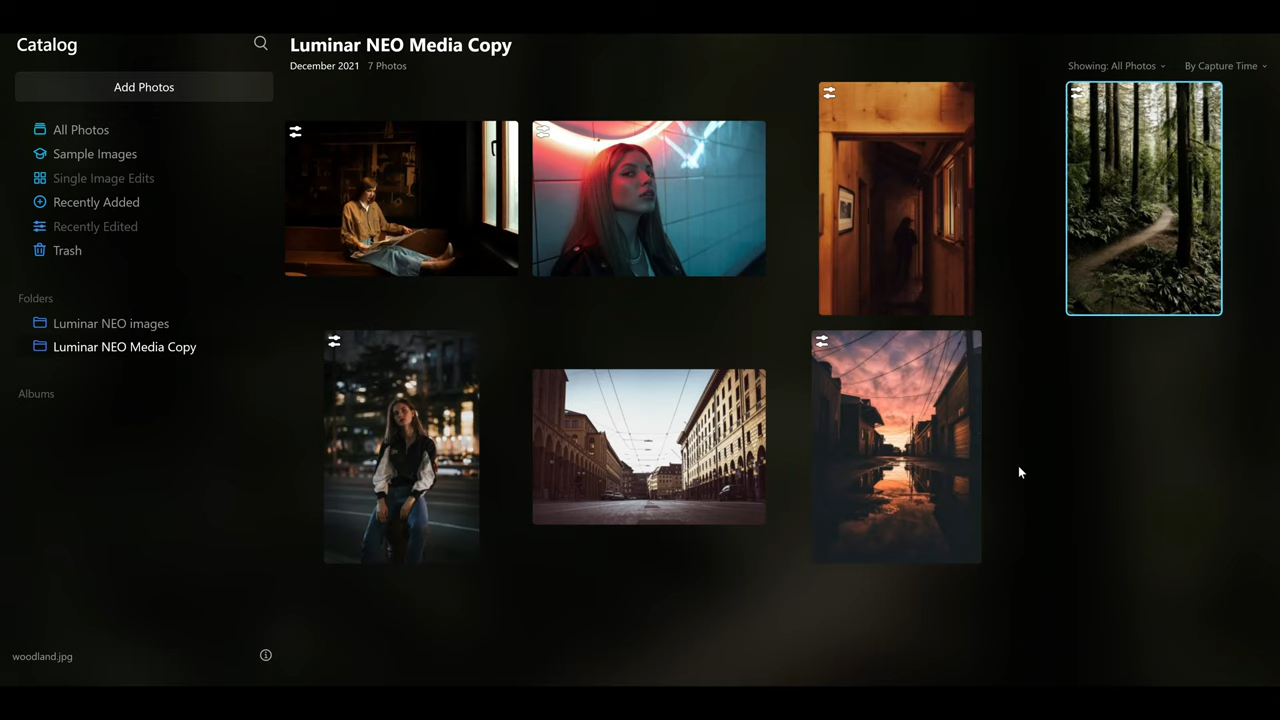 Catalog
Add Photos
All Photos
Sample Images
Single Image Edits
Recently Added
Recently Edited
Trash
Folders
Luminar NEO images
Luminar NEO Media Copy
Albums
woodland.jpg
Luminar NEO Media Copy
December 2021 7 Photos
Showing: All Photos By Capture Time